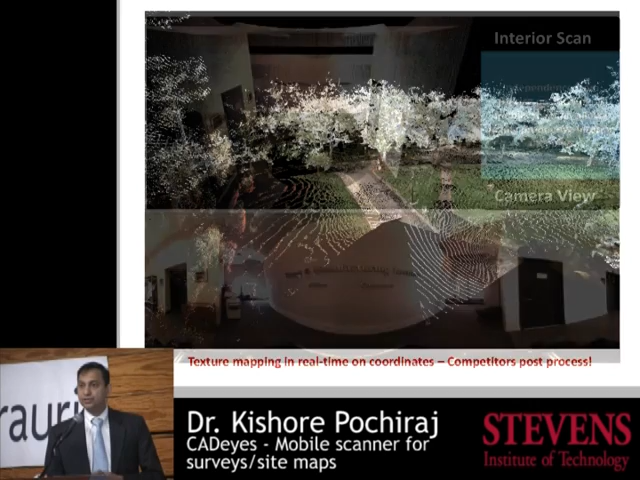 Interior Scan
Camera View
Texture mapping in real-time on coordinates – Competitors post process!
Dr. Kishore Pochiraj
CADeyes - Mobile scanner for
surveys/site maps
STEVENS
Institute of Technology